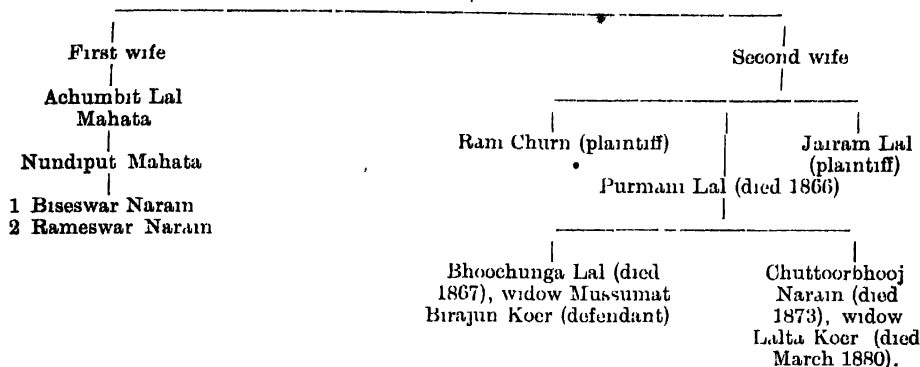 First wife
Second wife
Achumbit Lal
Mahata
Ram Churn (plaintiff)
Jairam Lal
(plaintiff)
Nundiput Mahata
Purmani Lal (died 1866)
1 Biseswar Narain
2 Rameswar Narain
Bhoochunga Lal (died
1867), widow Mussumat
Birajun Koer (defendant)
Chuttoorbhooj
Narain (died
1873), widow
Lalta Koer (died
March 1880).